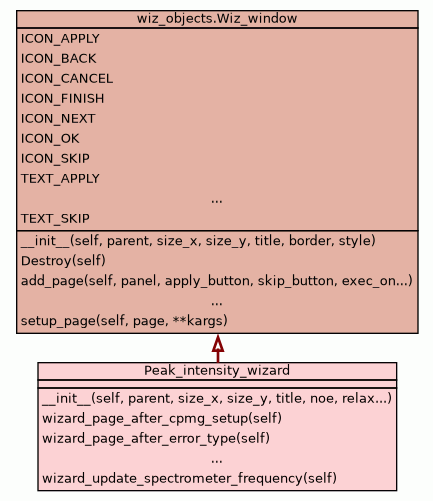 wiz_objects.Wiz_window
ICON_APPLY
ICON_BACK
ICON_CANCEL
ICON_FINISH
ICON_NEXT
ICON_OK
ICON_SKIP
TEXT_APPLY
...
TEXT_SKIP
__init__(self, parent, size_x, size_y, title, border, style)
Destroy(self)
add_page(self, panel, apply_button, skip_button, exec_on...)
...
setup_page(self, page, **kargs)
Peak_intensity_wizard
__init__(self, parent, size_x, size_y, title, noe, relax...)
wizard_page_after_cpmg_setup(self)
wizard_page_after_error_type(self)
...
wizard_update_spectrometer_frequency(self)